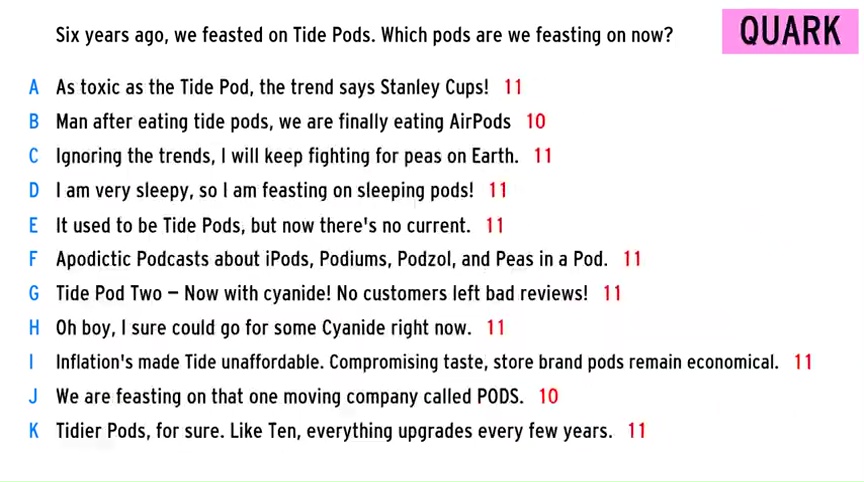 Six years ago, we feasted on Tide Pods. Which pods are we feasting on now?
QUARK
A As toxic as the Tide Pod, the trend says Stanley Cups! 11
B Man after eating tide pods, we are finally eating AirPods 10
C Ignoring the trends, I will keep fighting for peas on Earth. 11
D I am very sleepy, so I am feasting on sleeping pods! 11
E It used to be Tide Pods, but now there's no current. 11
F Apodictic Podcasts about iPods, Podiums, Podzol, and Peas in a Pod. 11
G Tide Pod Two – Now with cyanide! No customers left bad reviews! 11
H Oh boy, I sure could go for some Cyanide right now. 11
I Inflation's made Tide unaffordable. Compromising taste, store brand pods remain economical. 11
J We are feasting on that one moving company called PODS. 10
K Tidier Pods, for sure. Like Ten, everything upgrades every few years. 11